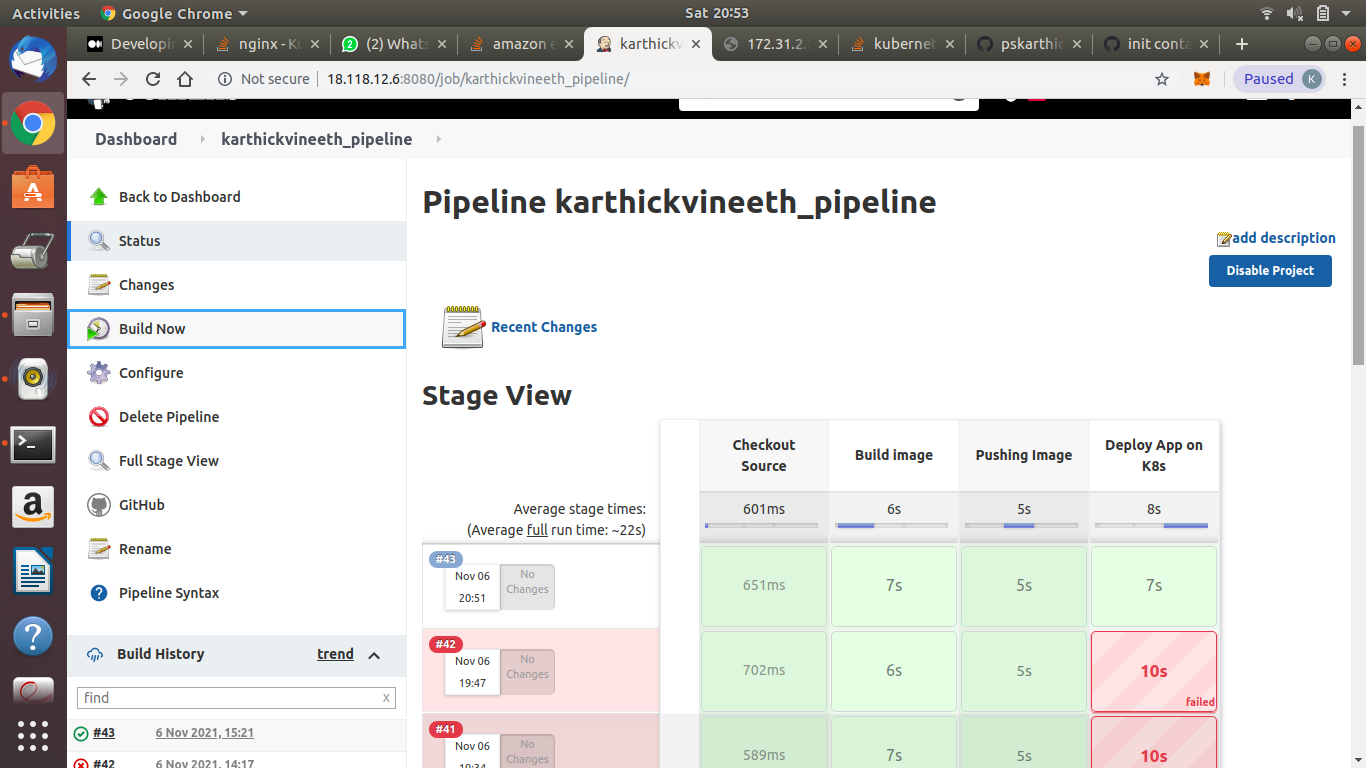 Activities
Google Chrome
Sat 20:53
Developi
nginx - Ku
(2) Whats
amazon e
karthickv
172.31.2.
kubernet
pskarthic
init conta
Not secure
18.118.12.6:8080/job/karthickvineeth_pipeline/
Paused
K
Dashboard
karthickvineeth_pipeline
Back to Dashboard
Status
Changes
Build Now
Configure
Delete Pipeline
Full Stage View
GitHub
Rename
Pipeline Syntax
Build History
trend
find
x
#43
6 Nov 2021, 15:21
#42
6 Nov 2021, 14:17
Pipeline karthickvineeth_pipeline
add description
Disable Project
Recent Changes
Stage View
Checkout
Source
Build image
Pushing Image
Deploy App on
K8s
Average stage times:
(Average full run time: ~22s)
601ms
6s
5s
8s
#43
Nov 06
20:51
No
Changes
651ms
7s
5s
7s
#42
Nov 06
19:47
No
Changes
702ms
6s
5s
10s
failed
#41
Nov 06
19:34
No
Changes
589ms
7s
5s
10s